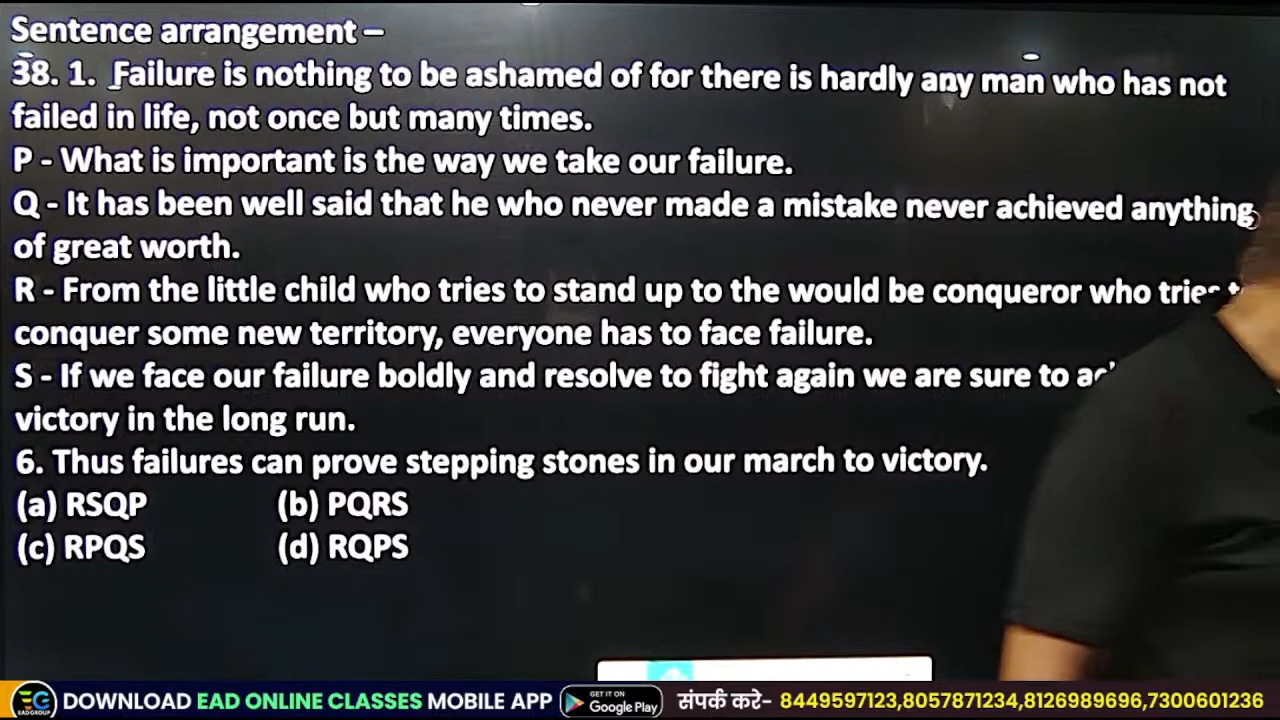 Sentence arrangement –
38. 1. Failure is nothing to be ashamed of for there is hardly any man who has not
failed in life, not once but many times.
P - What is important is the way we take our failure.
Q - It has been well said that he who never made a mistake never achieved anything
of great worth.
R - From the little child who tries to stand up to the would be conqueror who tries
conquer some new territory, everyone has to face failure.
S - If we face our failure boldly and resolve to fight again we are sure to
victory in the long run.
6. Thus failures can prove stepping stones in our march to victory.
(a) RSQP (b) PQRS
(c) RPQS (d) RQPS
EG EAD GROUP DOWNLOAD EAD ONLINE CLASSES MOBILE APP GET IT ON Google Play संपर्क करे- 8449597123,8057871234,8126989696,7300601236